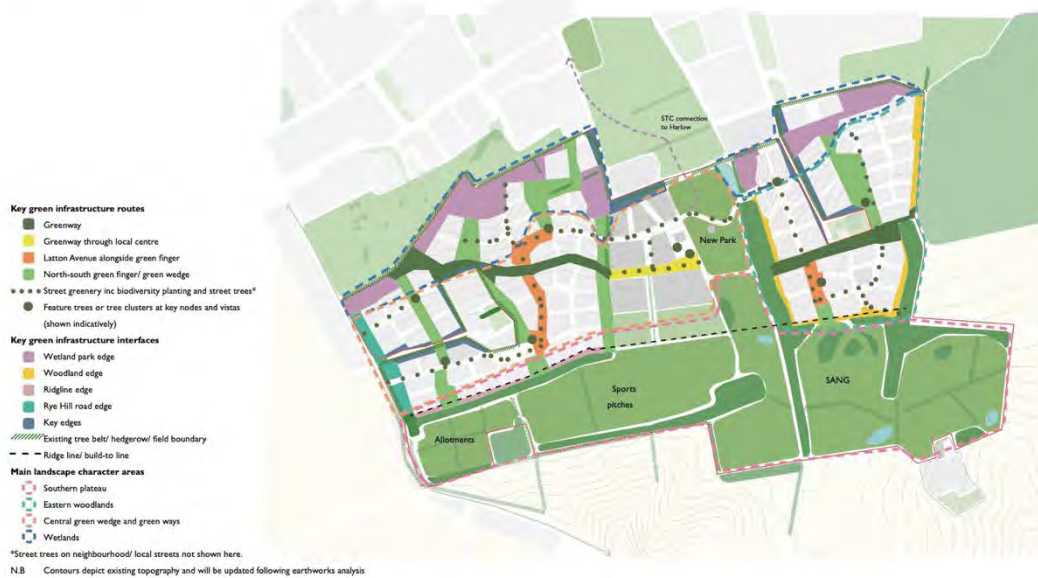 Key green infrastructure routes
Greenway
Greenway through local centre
Latton Avenue alongside green finger
North-south green finger/ green wedge
Street greenery inc biodiversity planting and street trees*
Feature trees or tree clusters at key nodes and vistas
(shown indicatively)
Key green infrastructure interfaces
Wetland park edge
Woodland edge
Ridgline edge
Rye Hill road edge
Key edges
Existing tree belt/ hedgerow/ field boundary
Ridge line/ build-to line
Main landscape character areas
Southern plateau
Eastern woodlands
Central green wedge and green ways
Wetlands
*Street trees on neighbourhood/ local streets not shown here.
N.B Contours depict existing topography and will be updated following earthworks analysis
STC connection
to Harlow
New Park
Sports
pitches
SANG
Allotments